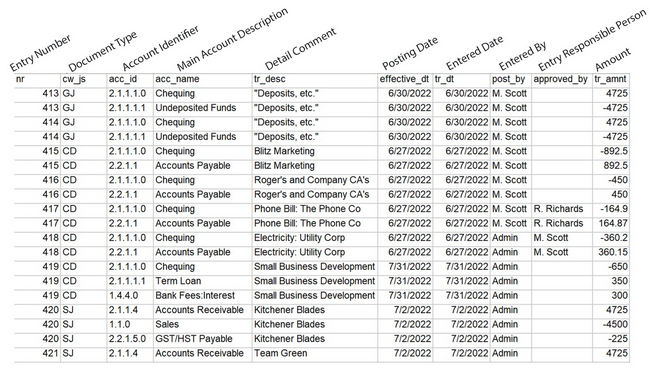 Entry Number Document Type Account Identifier Main Account Description Detail Comment Posting Date Entered Date Entered By Entry Responsible Person Amount
nr cw_js acc_id acc_name tr_desc effective_dt tr_dt post_by approved_by tr_amnt
413 GJ 2.1.1.1.0 Chequing "Deposits, etc." 6/30/2022 6/30/2022 M. Scott 4725
413 GJ 2.1.1.1.1 Undeposited Funds "Deposits, etc." 6/30/2022 6/30/2022 M. Scott -4725
414 GJ 2.1.1.1.0 Chequing "Deposits, etc." 6/30/2022 6/30/2022 M. Scott 4725
414 GJ 2.1.1.1.1 Undeposited Funds "Deposits, etc." 6/30/2022 6/30/2022 M. Scott -4725
415 CD 2.1.1.1.0 Chequing Blitz Marketing 6/27/2022 6/27/2022 M. Scott -892.5
415 CD 2.2.1.1 Accounts Payable Blitz Marketing 6/27/2022 6/27/2022 M. Scott 892.5
416 CD 2.1.1.1.0 Chequing Roger's and Company CA's 6/27/2022 6/27/2022 M. Scott -450
416 CD 2.2.1.1 Accounts Payable Roger's and Company CA's 6/27/2022 6/27/2022 M. Scott 450
417 CD 2.1.1.1.0 Chequing Phone Bill: The Phone Co 6/27/2022 6/27/2022 M. Scott R. Richards -164.9
417 CD 2.2.1.1 Accounts Payable Phone Bill: The Phone Co 6/27/2022 6/27/2022 M. Scott R. Richards 164.87
418 CD 2.1.1.1.0 Chequing Electricity: Utility Corp 6/27/2022 6/27/2022 Admin M. Scott -360.2
418 CD 2.2.1.1 Accounts Payable Electricity: Utility Corp 6/27/2022 6/27/2022 Admin M. Scott 360.15
419 CD 2.1.1.1.0 Chequing Small Business Development 7/31/2022 7/31/2022 Admin -650
419 CD 2.1.1.1.1 Term Loan Small Business Development 7/31/2022 7/31/2022 Admin 350
419 CD 1.4.4.0 Bank Fees:Interest Small Business Development 7/31/2022 7/31/2022 Admin 300
420 SJ 2.1.1.4 Accounts Receivable Kitchener Blades 7/2/2022 7/2/2022 Admin 4725
420 SJ 1.1.0 Sales Kitchener Blades 7/2/2022 7/2/2022 Admin -4500
420 SJ 2.2.1.5.0 GST/HST Payable Kitchener Blades 7/2/2022 7/2/2022 Admin -225
421 SJ 2.1.1.4 Accounts Receivable Team Green 7/2/2022 7/2/2022 Admin 4725